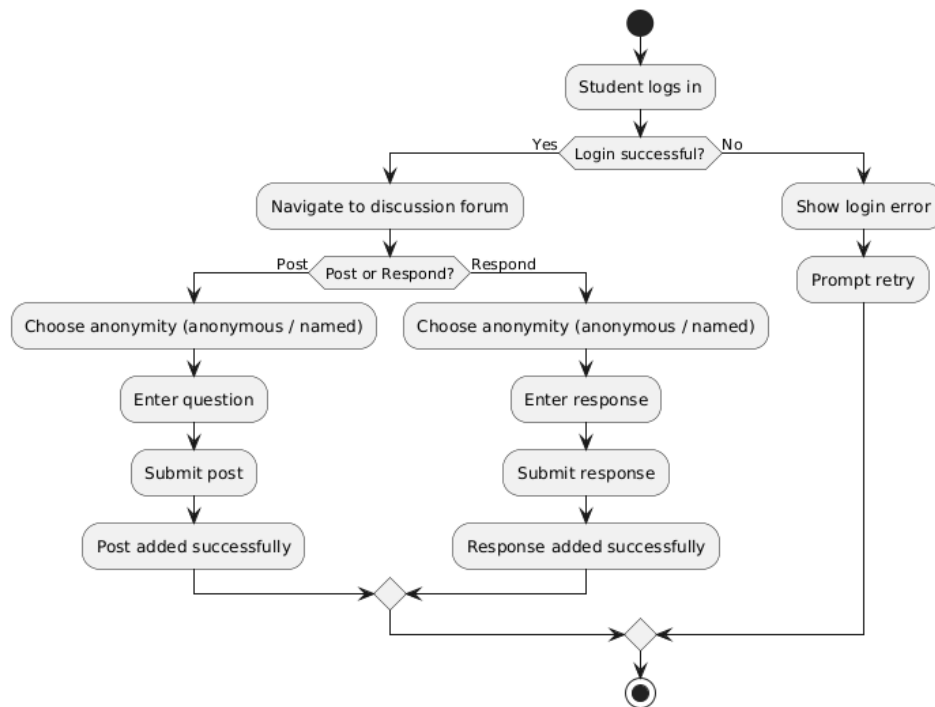 Student logs in
Yes
Login successful?
No
Navigate to discussion forum
Show login error
Post
Post or Respond?
Respond
Prompt retry
Choose anonymity (anonymous / named)
Choose anonymity (anonymous / named)
Enter question
Enter response
Submit post
Submit response
Post added successfully
Response added successfully